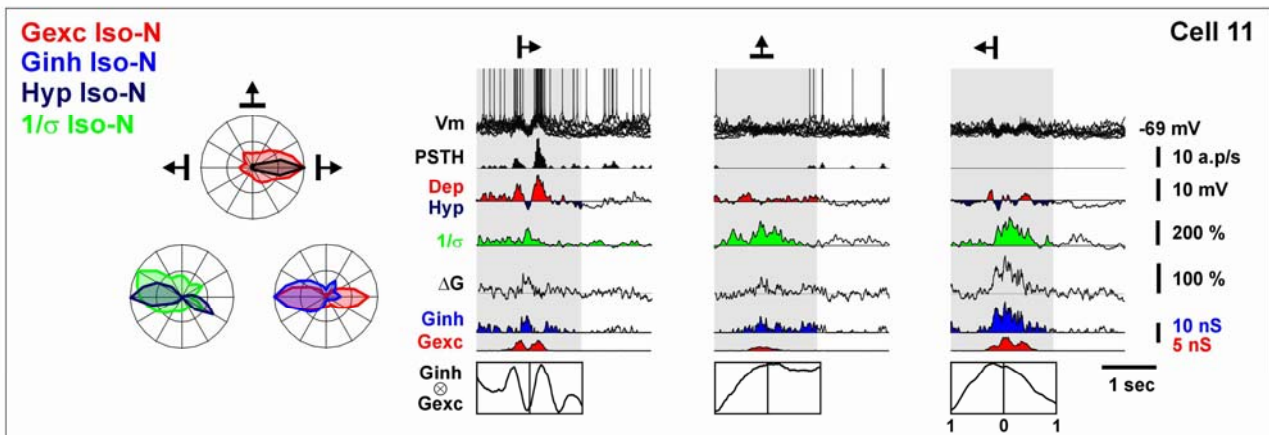 Gexc Iso-N
Ginh Iso-N
Hyp Iso-N
1/σ Iso-N
Cell 11
Vm
-69 mV
PSTH
10 a.p/s
Dep
Hyp
10 mV
1/σ
200 %
ΔG
100 %
Ginh
10 nS
Gexc
5 nS
Ginh
⊗
Gexc
1 sec
1 0 1